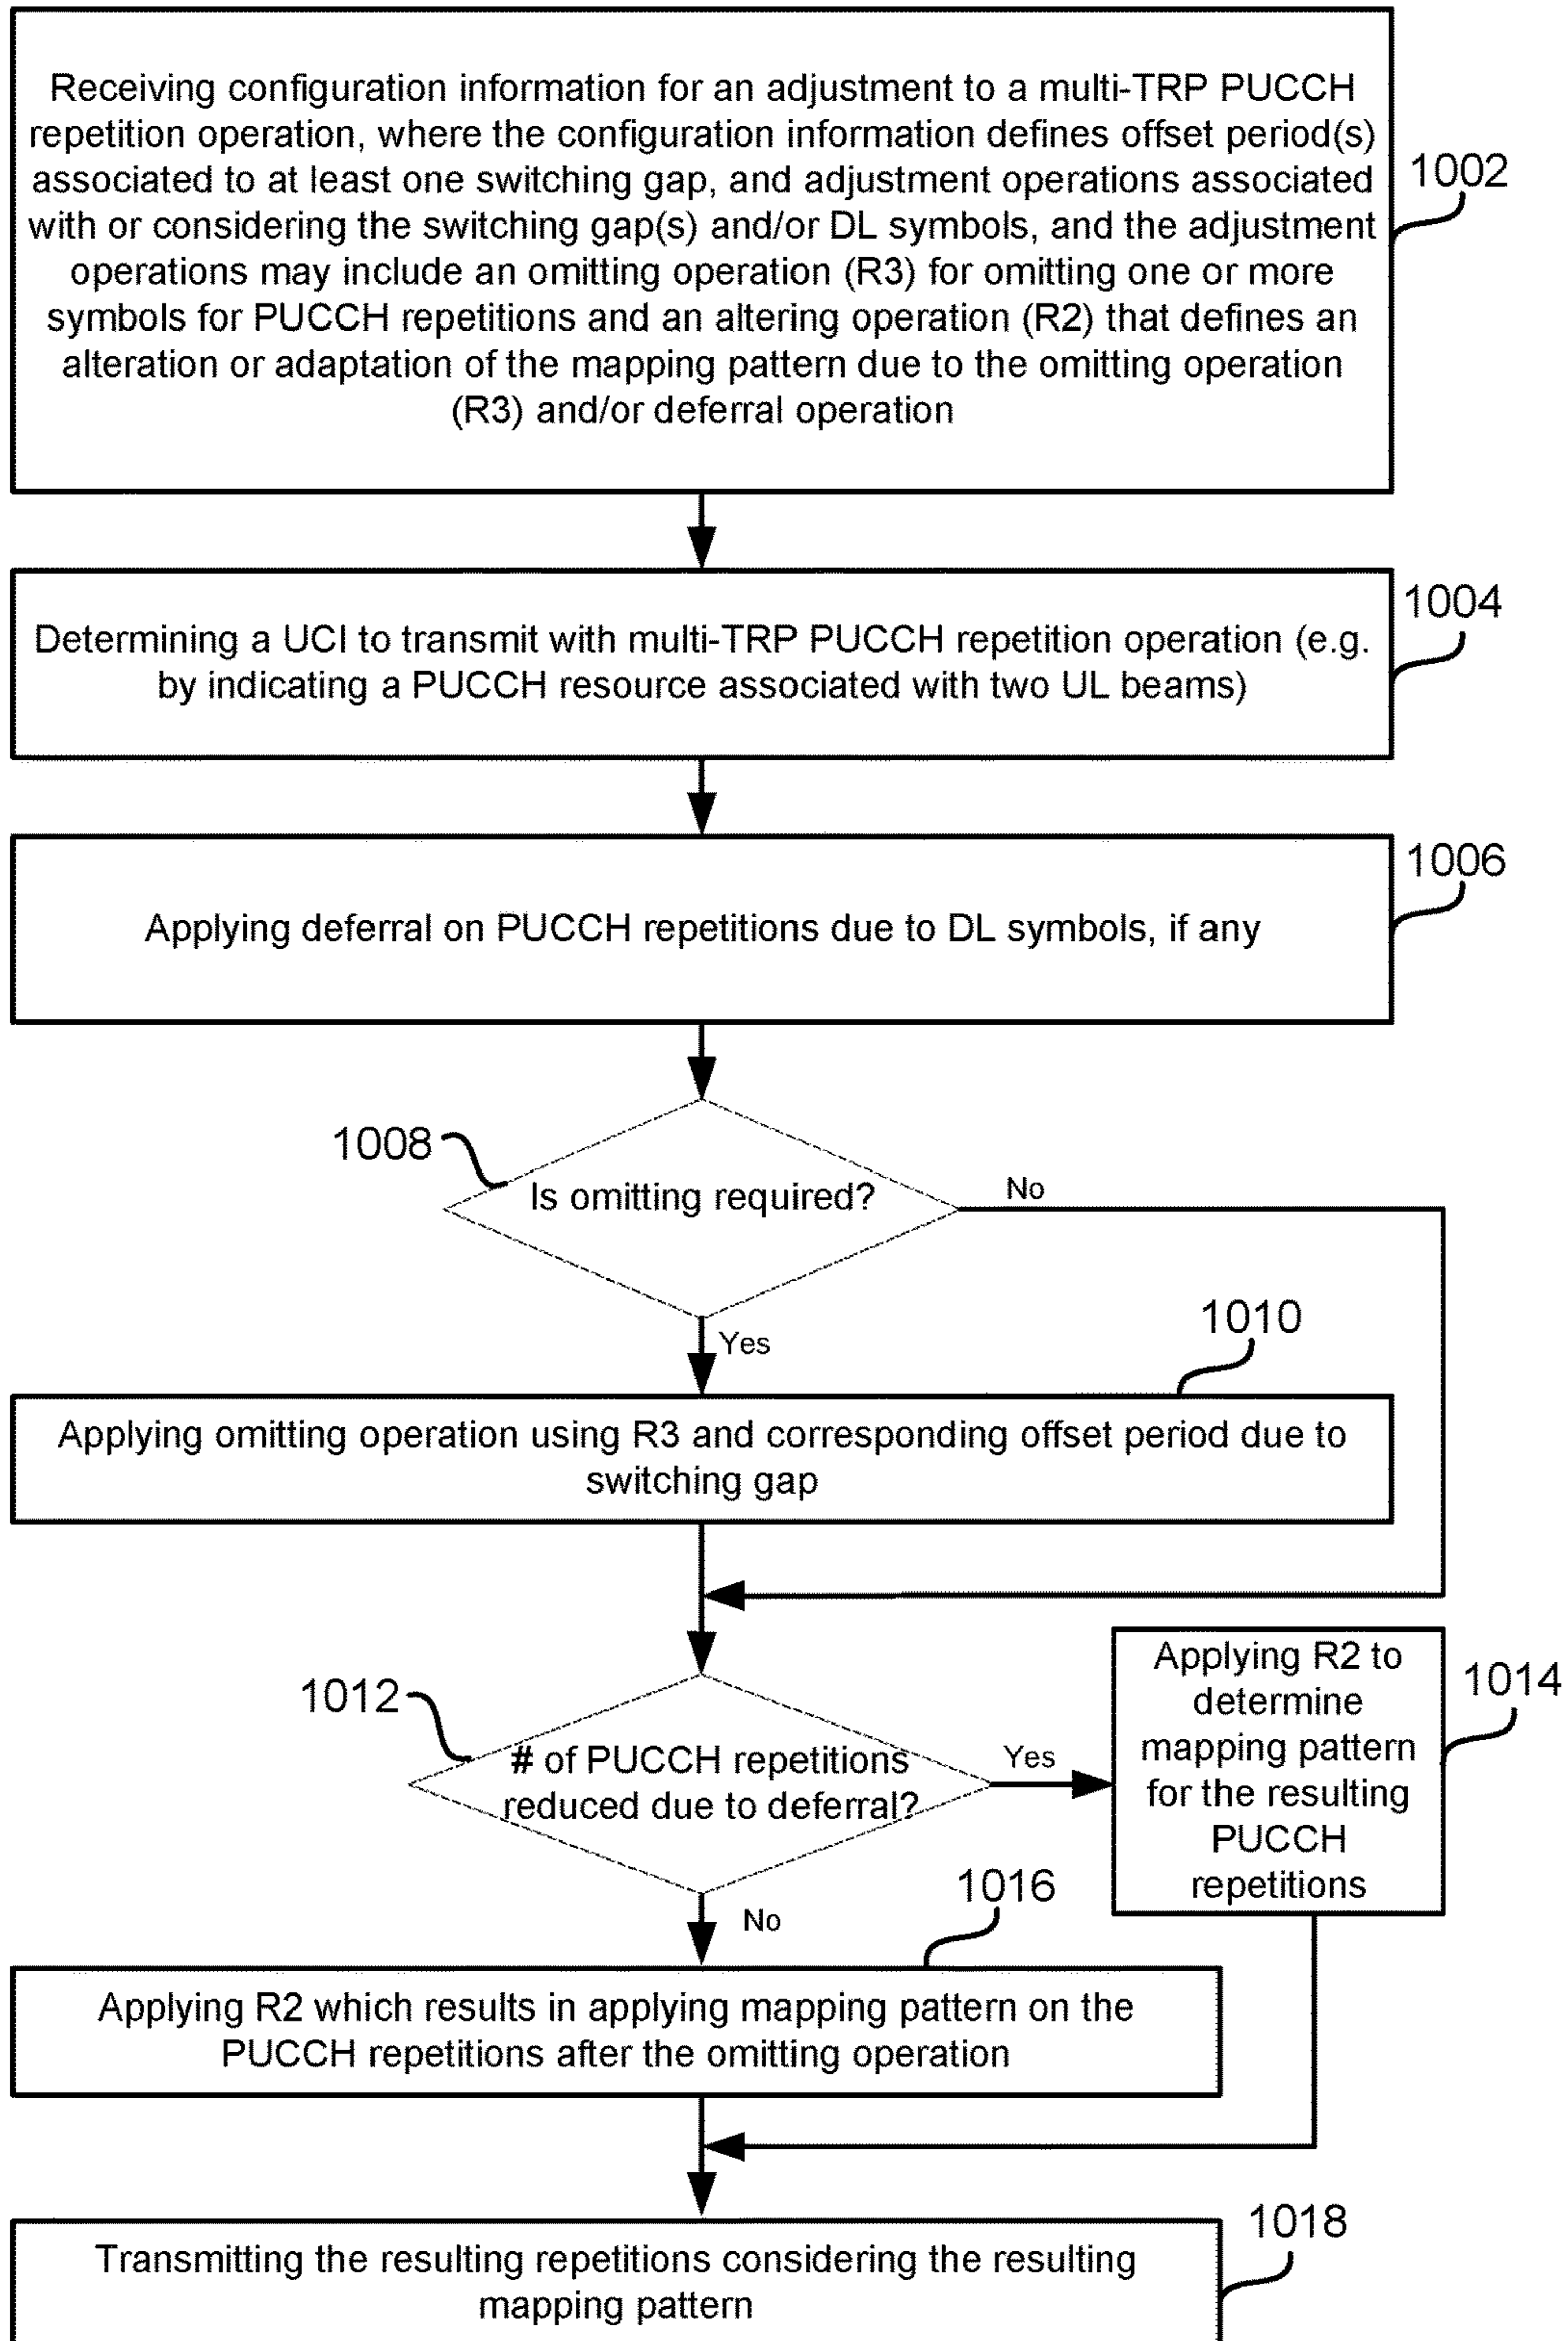 Receiving configuration information for an adjustment to a multi-TRP PUCCH
repetition operation, where the configuration information defines offset period(s)
associated to at least one switching gap, and adjustment operations associated
with or considering the switching gap(s) and/or DL symbols, and the adjustment
operations may include an omitting operation (R3) for omitting one or more
symbols for PUCCH repetitions and an altering operation (R2) that defines an
alteration or adaptation of the mapping pattern due to the omitting operation
(R3) and/or deferral operation
1002
Determining a UCI to transmit with multi-TRP PUCCH repetition operation (e.g.
by indicating a PUCCH resource associated with two UL beams)
1004
Applying deferral on PUCCH repetitions due to DL symbols, if any
1006
1008
Is omitting required?
No
Yes
1010
Applying omitting operation using R3 and corresponding offset period due to
switching gap
1012
# of PUCCH repetitions
reduced due to deferral?
Yes
No
Applying R2 to
determine
mapping pattern
for the resulting
PUCCH
repetitions
1014
1016
Applying R2 which results in applying mapping pattern on the
PUCCH repetitions after the omitting operation
1018
Transmitting the resulting repetitions considering the resulting
mapping pattern